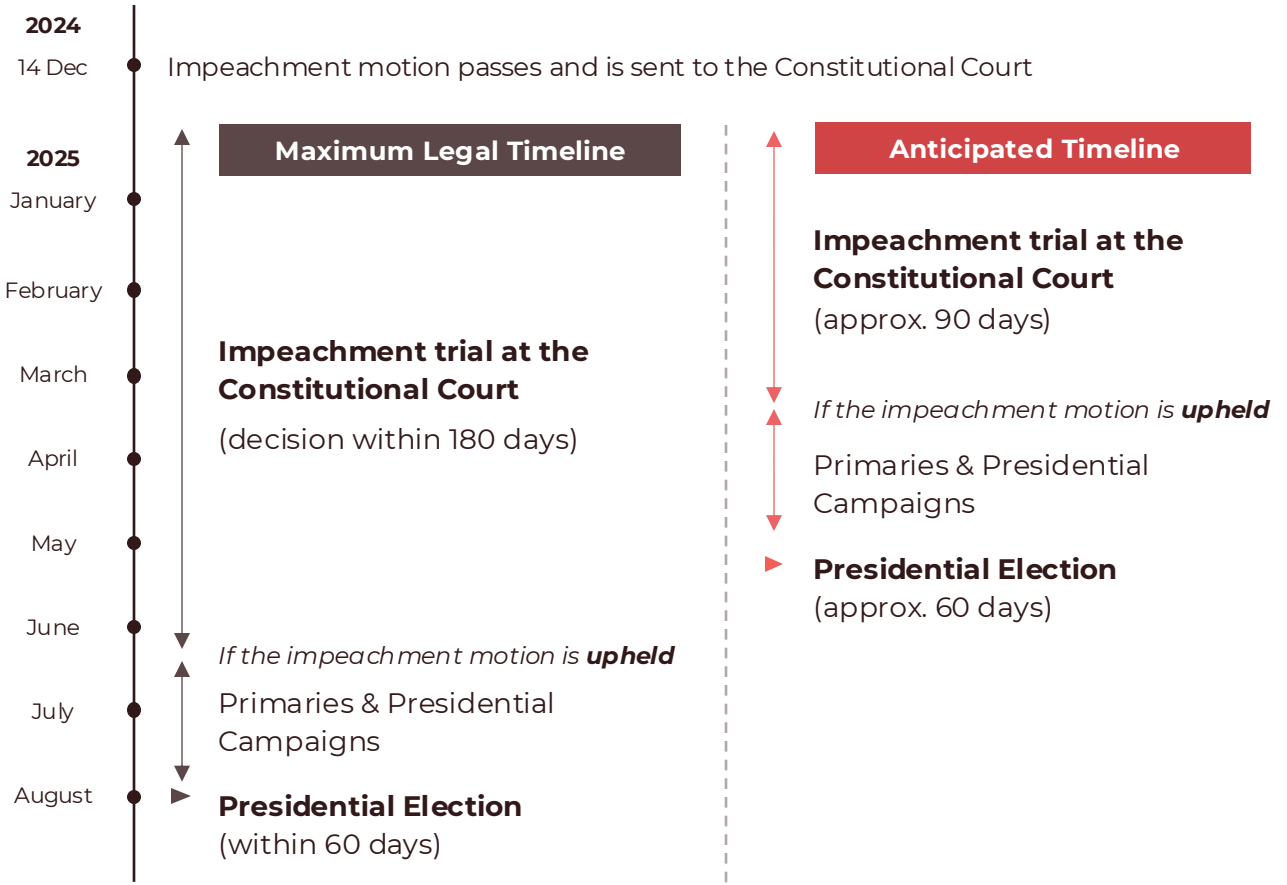 2024
14 Dec
Impeachment motion passes and is sent to the Constitutional Court
2025
January
February
March
April
May
June
July
August
Maximum Legal Timeline
Impeachment trial at the
Constitutional Court
(decision within 180 days)
If the impeachment motion is upheld
Primaries & Presidential
Campaigns
Presidential Election
(within 60 days)
Anticipated Timeline
Impeachment trial at the
Constitutional Court
(approx. 90 days)
If the impeachment motion is upheld
Primaries & Presidential
Campaigns
Presidential Election
(approx. 60 days)